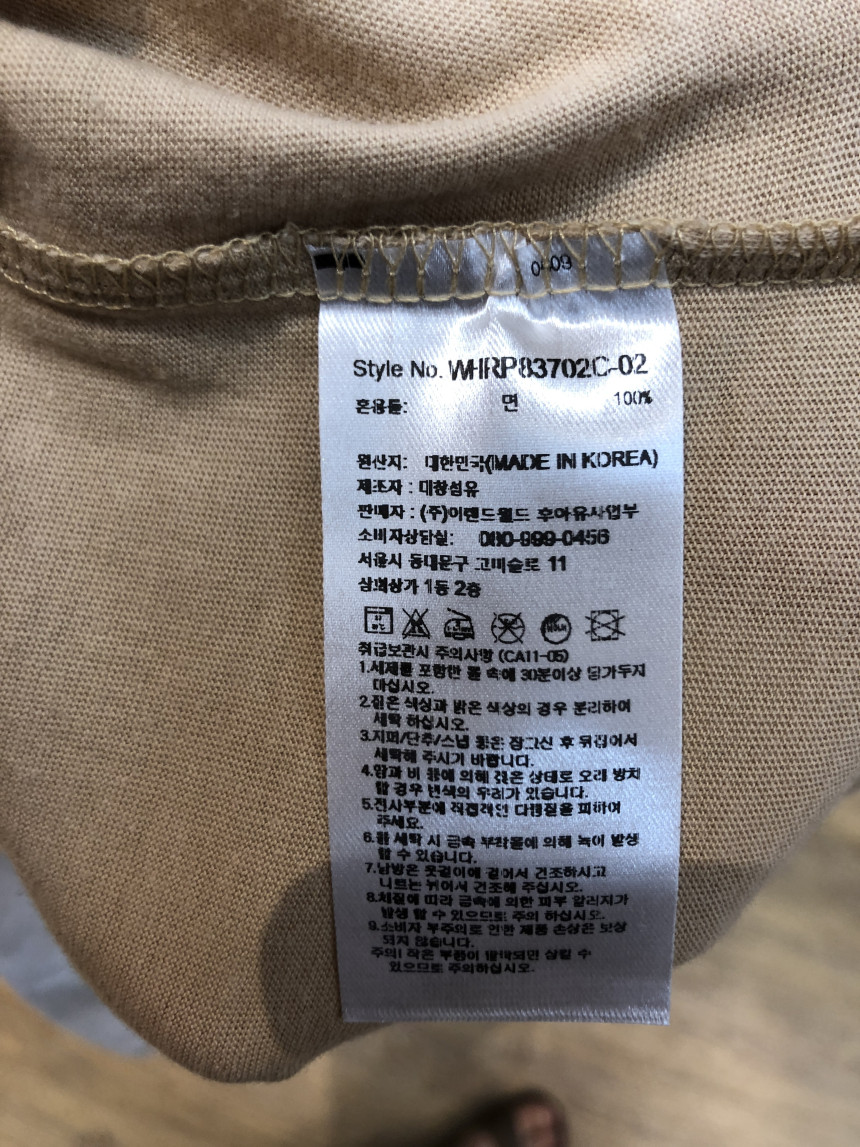 0409
Style No. WHRP83702C-02
혼용률: 면 100%
원산지: 대한민국(MADE IN KOREA)
제조자 : 대창섬유
판매자 : (주)이랜드월드 후아유사업부
소비자상담실: 080-999-0456
서울시 동대문구 고미술로 11
삼희상가 1동 2층
취급보관시 주의사항 (CA11-05)
1.세제를 포함한 물 속에 30분이상 담가두지
마십시오.
2.짙은 색상과 밝은 색상의 경우 분리하여
세탁 하십시오.
3.지퍼/단추/스냅 등은 잠그신 후 뒤집어서
세탁해 주시기 바랍니다.
4.땀과 비 등에 의해 젖은 상태로 오래 방치
할 경우 변색의 우려가 있습니다.
5.전사부분에 직접적인 다림질을 피하여
주세요.
6.물 세탁 시 금속 부착물에 의해 녹이 발생
할 수 있습니다.
7.남방은 옷걸이에 걸어서 건조하시고
니트는 뉘어서 건조해 주십시오.
8.체질에 따라 금속에 의한 피부 알러지가
발생 할 수 있으므로 주의 하십시오.
9.소비자 부주의로 인한 제품 손상은 보상
되지 않습니다.
주의! 작은 부품이 탈락되면 삼킬 수
있으므로 주의하십시오.